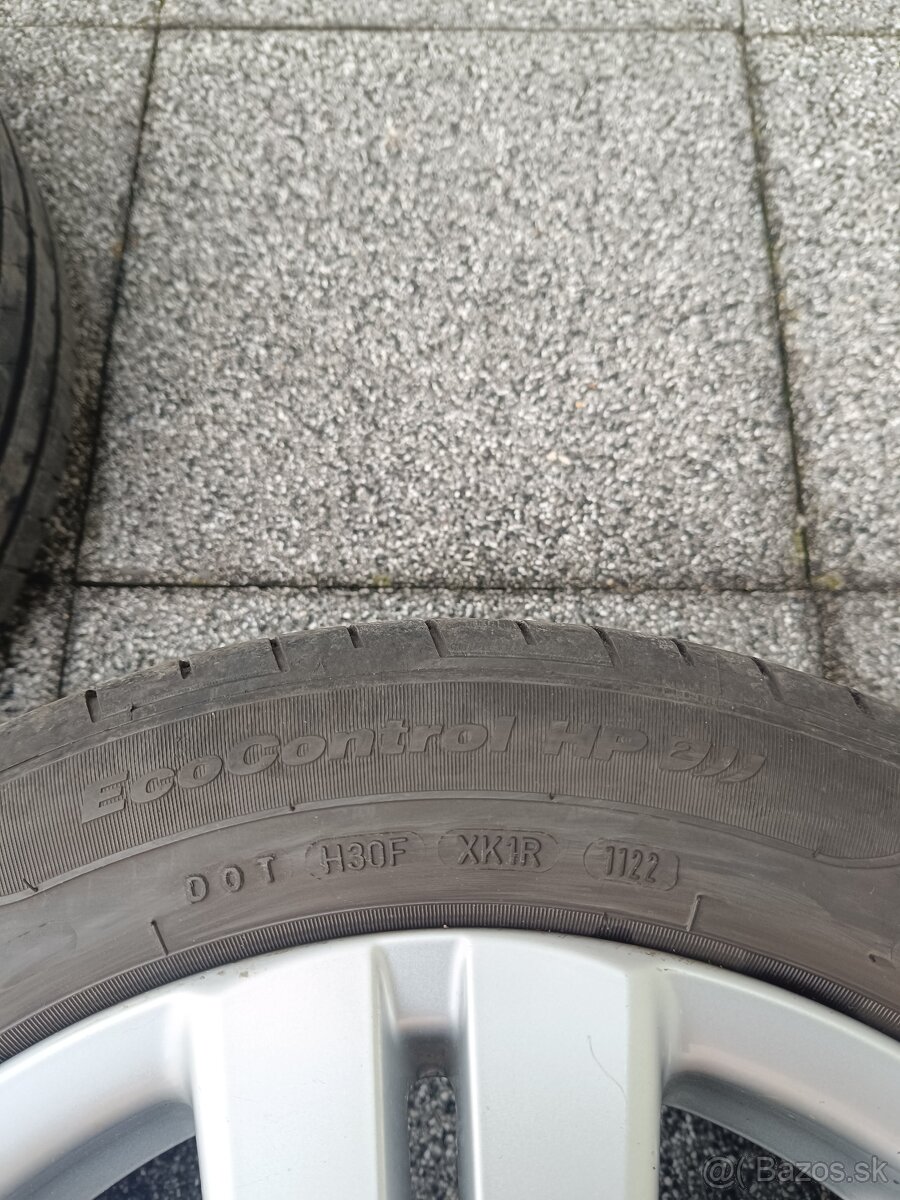 EcoControl HP 2
DOT H30F XK1R 1122
@ Bazos.sk